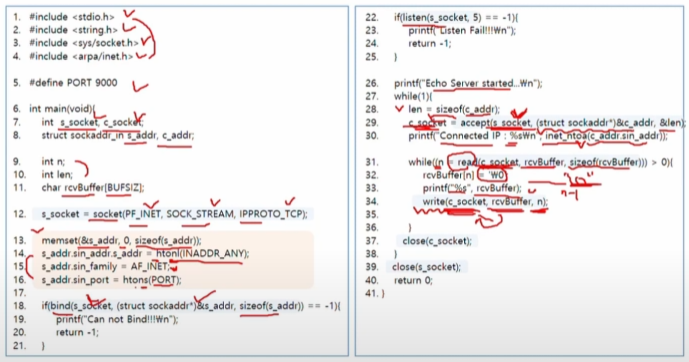 1. #include <stdio.h>
2. #include <string.h>
3. #include <sys/socket.h>
4. #include <arpa/inet.h>
5. #define PORT 9000
6. int main(void){
7. int s_socket, c_socket;
8. struct sockaddr_in s_addr, c_addr;
9. int n;
10. int len;
11. char rcvBuffer[BUFSIZ];
12. s_socket = socket(PF_INET, SOCK_STREAM, IPPROTO_TCP);
13. memset(&s_addr, 0, sizeof(s_addr));
14. s_addr.sin_addr.s_addr = htonl(INADDR_ANY);
15. s_addr.sin_family = AF_INET;
16. s_addr.sin_port = htons(PORT);
17.
18. if(bind(s_socket, (struct sockaddr*)&s_addr, sizeof(s_addr)) == -1){
19. printf("Can not Bind!!!Wn");
20. return -1;
21. }
22. if(listen(s_socket, 5) == -1){
23. printf("Listen Fail!!!Wn");
24. return -1;
25. }
26. printf("Echo Server started...Wn");
27. while(1){
28. len = sizeof(c_addr);
29. c_socket = accept(s_socket, (struct sockaddr*)&c_addr, &len);
30. printf("Connected IP : %sWn", inet_ntoa(c_addr.sin_addr));
31. while((n = read(c_socket, rcvBuffer, sizeof(rcvBuffer))) > 0){
32. rcvBuffer[n] = 'W0';
33. printf("%s", rcvBuffer);
n-1
34. write(c_socket, rcvBuffer, n);
35.
36. }
37. close(c_socket);
38. }
39. close(s_socket);
40. return 0;
41. }